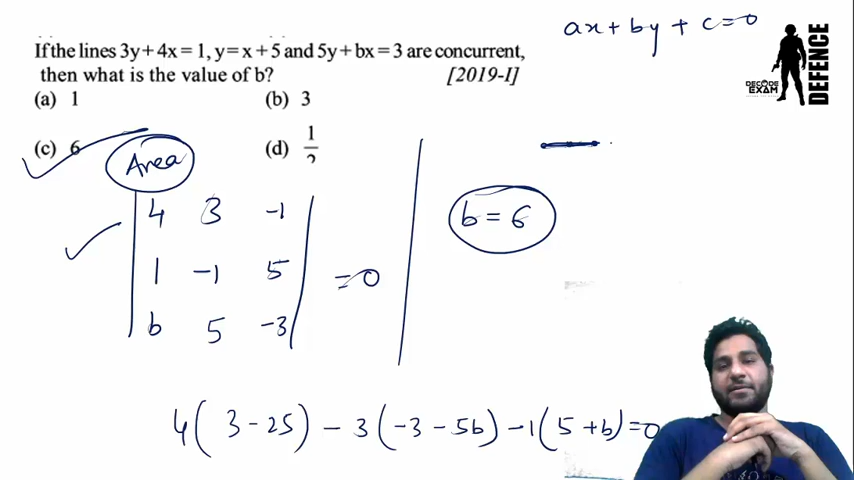 ax + by + c = 0
If the lines 3y + 4x = 1, y = x + 5 and 5y + bx = 3 are concurrent,
then what is the value of b? [2019-I]
(a) 1 (b) 3
(c) 6 (d) 1/2
DECODE
EXAM
DEFENCE
Area
4 3 -1
1 -1 5 = 0
b 5 -3
b = 6
4(3 - 25) - 3(-3 - 5b) - 1(5 + b) = 0